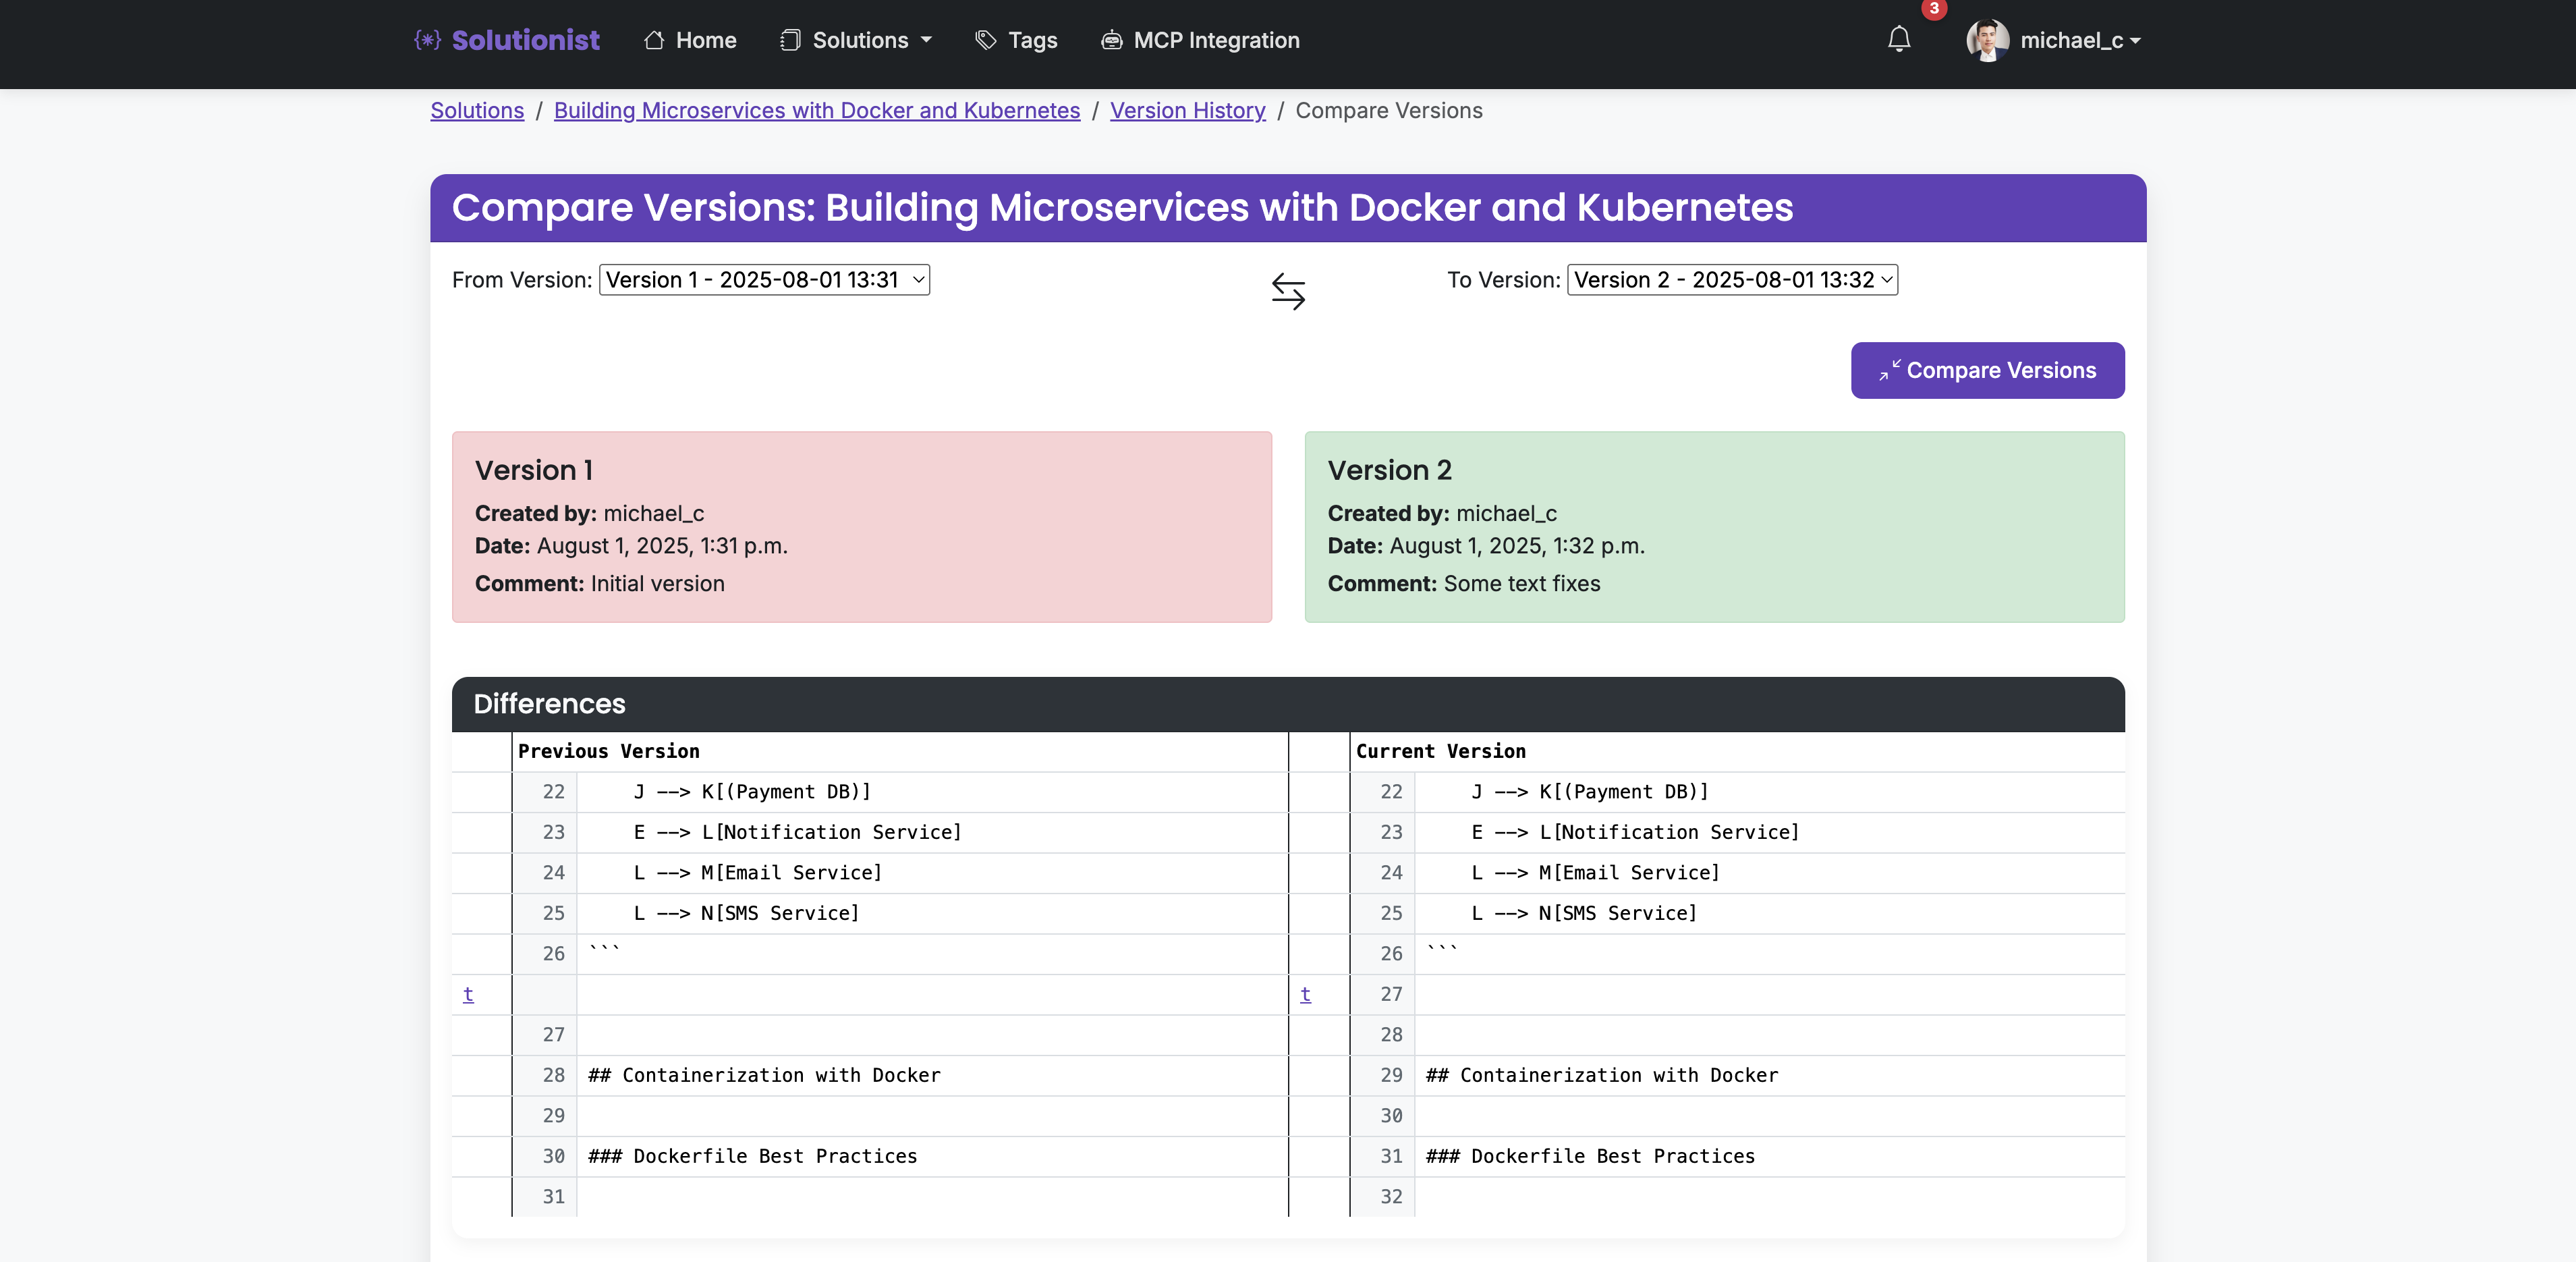 {*} Solutionist Home Solutions Tags MCP Integration 3 michael_c
Solutions / Building Microservices with Docker and Kubernetes / Version History / Compare Versions
Compare Versions: Building Microservices with Docker and Kubernetes
From Version: Version 1 - 2025-08-01 13:31 To Version: Version 2 - 2025-08-01 13:32
Compare Versions
Version 1
Created by: michael_c
Date: August 1, 2025, 1:31 p.m.
Comment: Initial version
Version 2
Created by: michael_c
Date: August 1, 2025, 1:32 p.m.
Comment: Some text fixes
Differences
Previous Version Current Version
22 J --> K[(Payment DB)] 22 J --> K[(Payment DB)]
23 E --> L[Notification Service] 23 E --> L[Notification Service]
24 L --> M[Email Service] 24 L --> M[Email Service]
25 L --> N[SMS Service] 25 L --> N[SMS Service]
26 ``` 26 ```
t t 27
27 28
28 ## Containerization with Docker 29 ## Containerization with Docker
29 30
30 ### Dockerfile Best Practices 31 ### Dockerfile Best Practices
31 32